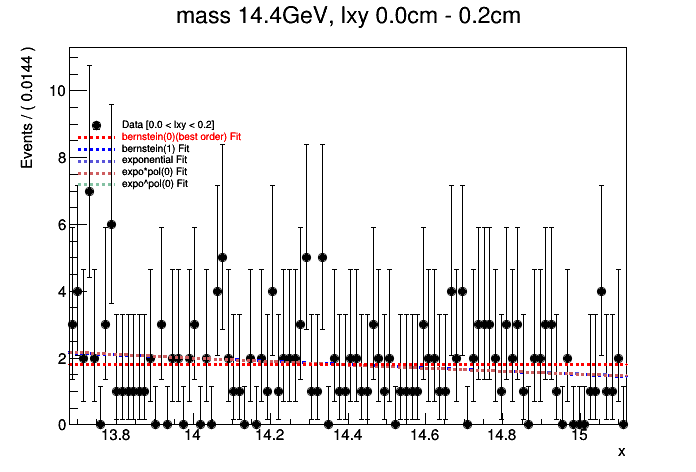 mass 14.4GeV, lxy 0.0cm - 0.2cm
Events / ( 0.0144 )
10
8
6
4
2
0
Data [0.0 < lxy < 0.2]
bernstein(0)(best order) Fit
bernstein(1) Fit
exponential Fit
expo*pol(0) Fit
expo^pol(0) Fit
13.8 14 14.2 14.4 14.6 14.8 15
x